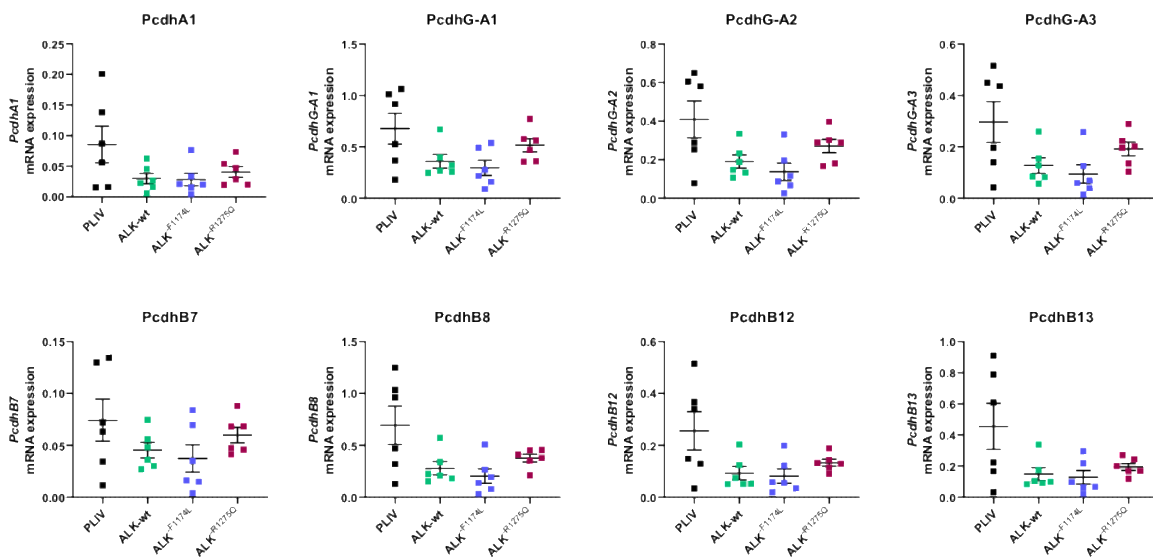 PcdhA1
PcdhA1
mRNA expression
0.25
0.20
0.15
0.10
0.05
0.00
PLIV
ALK-wt
ALK-F1174L
ALK-R1275Q
PcdhG-A1
PcdhG-A1
mRNA expression
1.5
1.0
0.5
0.0
PLIV
ALK-wt
ALK-F1174L
ALK-R1275Q
PcdhG-A2
PcdhG-A2
mRNA expression
0.8
0.6
0.4
0.2
0.0
PLIV
ALK-wt
ALK-F1174L
ALK-R1275Q
PcdhG-A3
PcdhG-A3
mRNA expression
0.6
0.4
0.2
0.0
PLIV
ALK-wt
ALK-F1174L
ALK-R1275Q
PcdhB7
PcdhB7
mRNA expression
0.15
0.10
0.05
0.00
PLIV
ALK-wt
ALK-F1174L
ALK-R1275Q
PcdhB8
PcdhB8
mRNA expression
1.5
1.0
0.5
0.0
PLIV
ALK-wt
ALK-F1174L
ALK-R1275Q
PcdhB12
PcdhB12
mRNA expression
0.6
0.4
0.2
0.0
PLIV
ALK-wt
ALK-F1174L
ALK-R1275Q
PcdhB13
PcdhB13
mRNA expression
1.0
0.8
0.6
0.4
0.2
0.0
PLIV
ALK-wt
ALK-F1174L
ALK-R1275Q